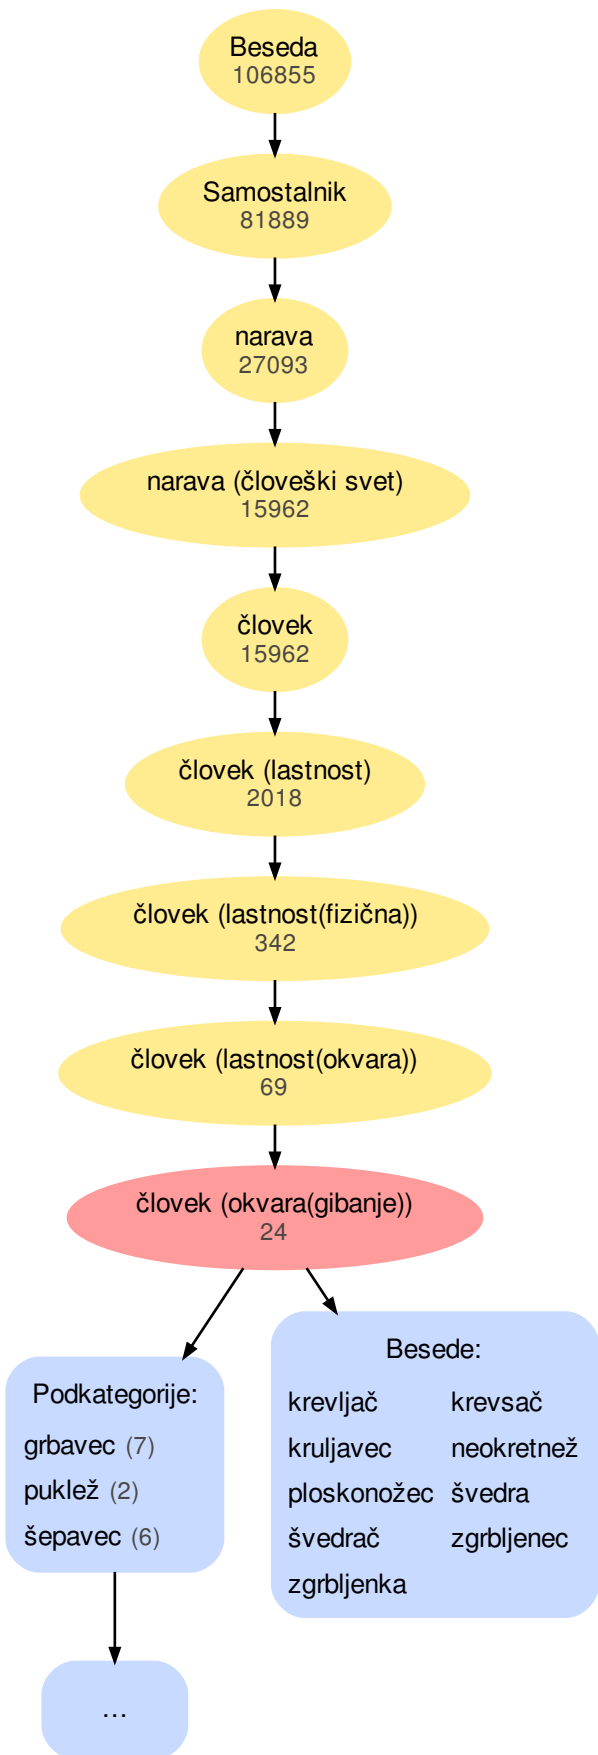 Beseda
106855
Samostalnik
81889
narava
27093
narava (človeški svet)
15962
človek
15962
človek (lastnost)
2018
človek (lastnost(fizična))
342
človek (lastnost(okvara))
69
človek (okvara(gibanje))
24
Podkategorije:
grbavec (7)
puklež (2)
šepavec (6)
...
Besede:
krevljač krevsač
kruljavec neokretnež
ploskonožec švedra
švedrač zgrbljenec
zgrbljenka